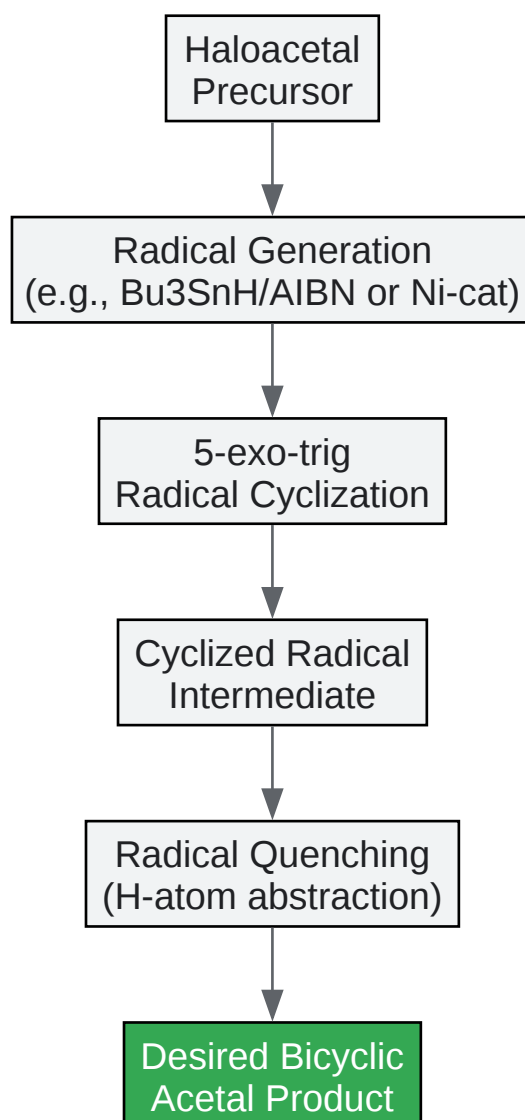 Haloacetal
Precursor
Radical Generation
(e.g., Bu3SnH/AIBN or Ni-cat)
5-exo-trig
Radical Cyclization
Cyclized Radical
Intermediate
Radical Quenching
(H-atom abstraction)
Desired Bicyclic
Acetal Product